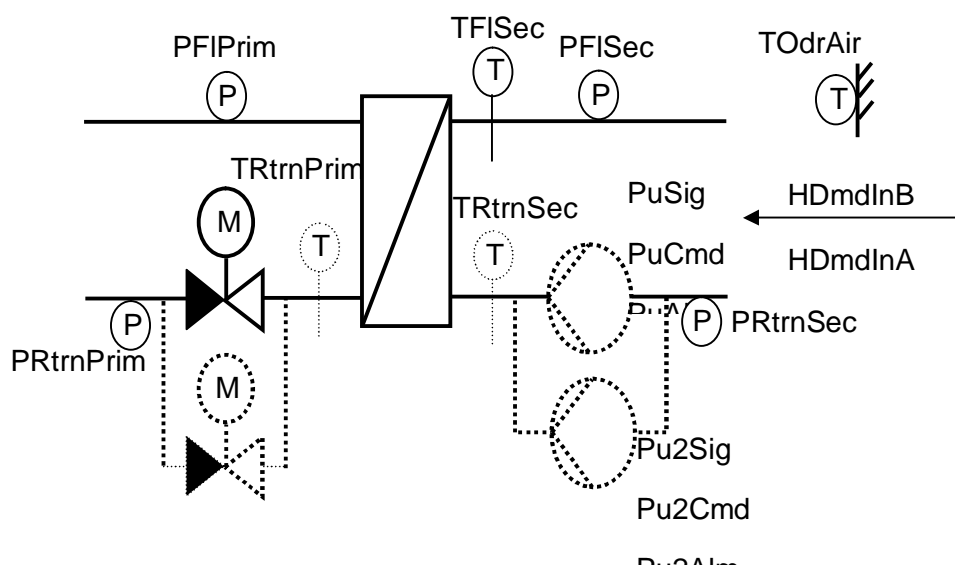 TFlSec
PFlPrim
PFlSec
TOdrAir
T
P
P
T
TRtrnPrim
PuSig
HDmdInB
TRtrnSec
M
T
T
PuCmd
HDmdInA
P
P
PRtrnSec
PRtrnPrim
M
Pu2Sig
Pu2Cmd